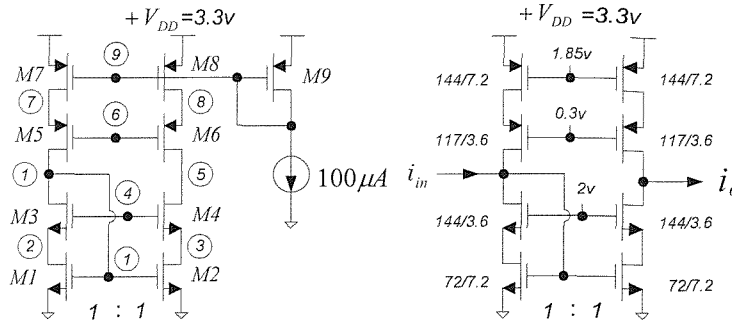 +V_DD=3.3v
9
M7
M8
M9
7
8
6
M5
M6
1
5
100μA
4
M3
M4
2
3
1
M1
M2
1 : 1
+V_DD=3.3v
1.85v
144/7.2
144/7.2
0.3v
117/3.6
117/3.6
i_in
2v
144/3.6
144/3.6
72/7.2
72/7.2
1 : 1